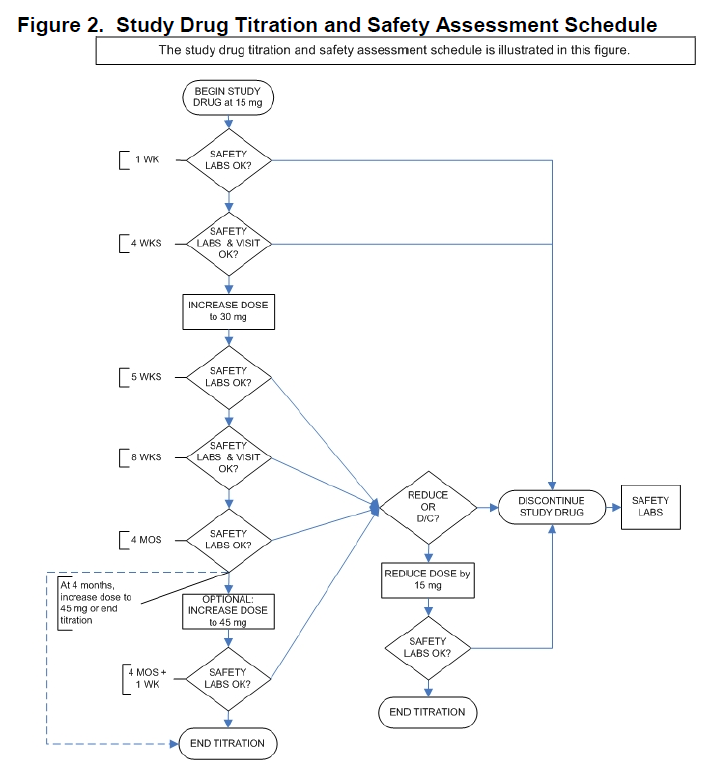 Figure 2. Study Drug Titration and Safety Assessment Schedule
The study drug titration and safety assessment schedule is illustrated in this figure.
BEGIN STUDY
DRUG at 15 mg
1 WK
SAFETY
LABS OK?
4 WKS
SAFETY
LABS & VISIT
OK?
INCREASE DOSE
to 30 mg
5 WKS
SAFETY
LABS OK?
8 WKS
SAFETY
LABS & VISIT
OK?
4 MOS
SAFETY
LABS OK?
At 4 months,
increase dose to
45 mg or end
titration
OPTIONAL:
INCREASE DOSE
to 45 mg
4 MOS +
1 WK
SAFETY
LABS OK?
END TITRATION
REDUCE
OR
D/C?
DISCONTINUE
STUDY DRUG
SAFETY
LABS
REDUCE DOSE by
15 mg
SAFETY
LABS OK?
END TITRATION